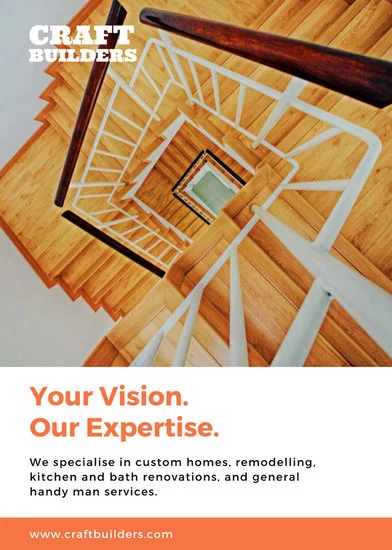 CRAFT
BUILDERS
Your Vision.
Our Expertise.
We specialise in custom homes, remodelling,
kitchen and bath renovations, and general
handy man services.
www.craftbuilders.com